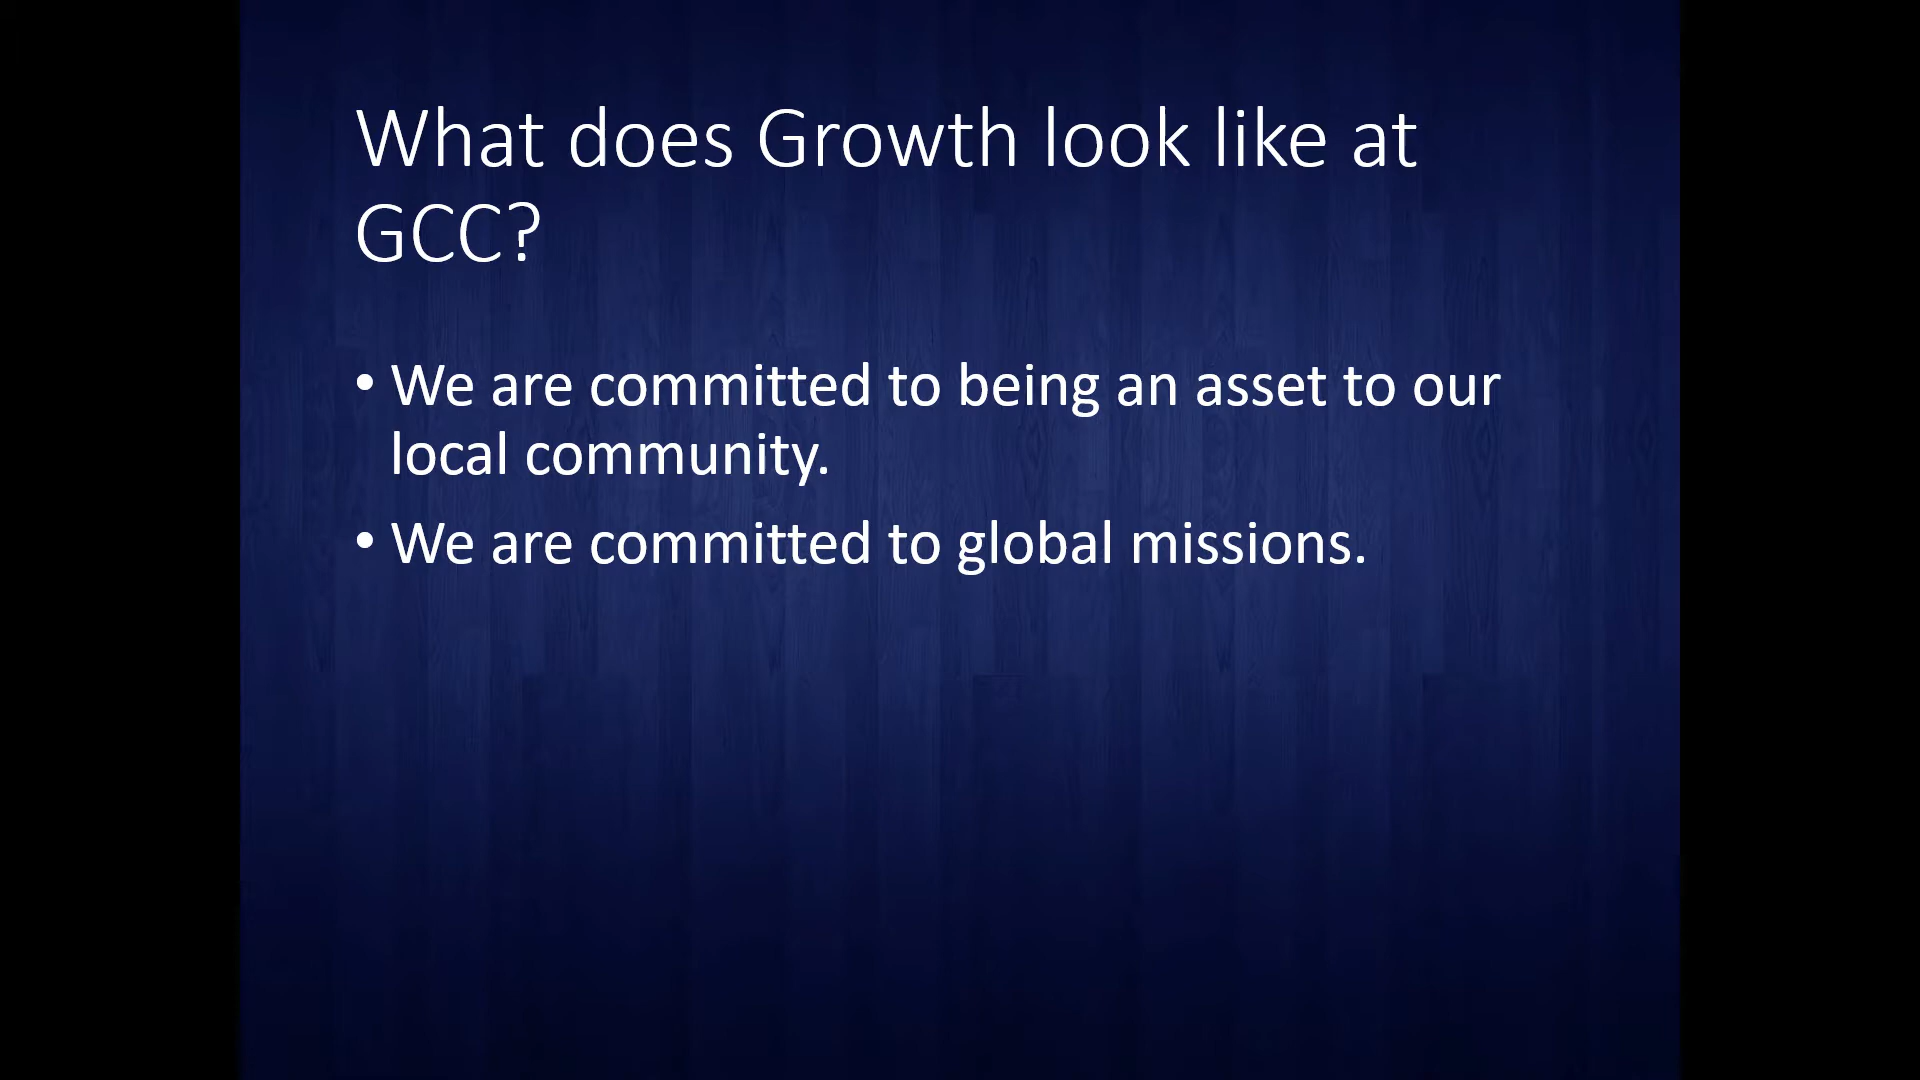 What does Growth look like at
GCC?
• We are committed to being an asset to our
local community.
• We are committed to global missions.